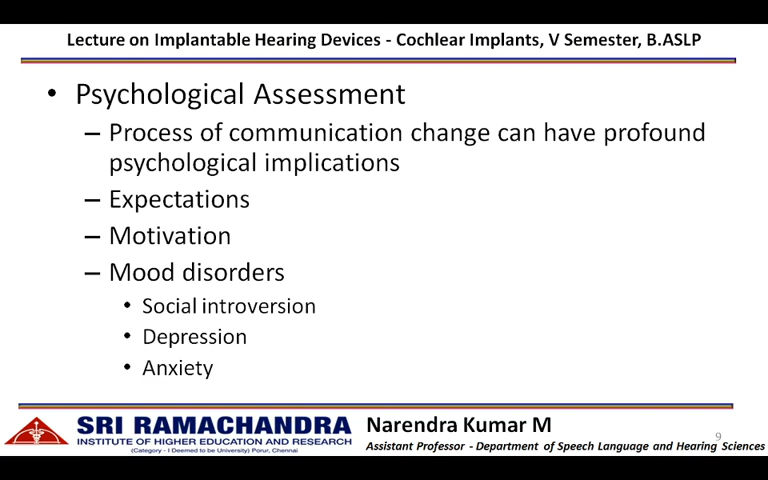 Lecture on Implantable Hearing Devices - Cochlear Implants, V Semester, B.ASLP
• Psychological Assessment
– Process of communication change can have profound
psychological implications
– Expectations
– Motivation
– Mood disorders
• Social introversion
• Depression
• Anxiety
SRI RAMACHANDRA
INSTITUTE OF HIGHER EDUCATION AND RESEARCH
(Category - I Deemed to be University) Porur, Chennai
Narendra Kumar M
9
Assistant Professor - Department of Speech Language and Hearing Sciences